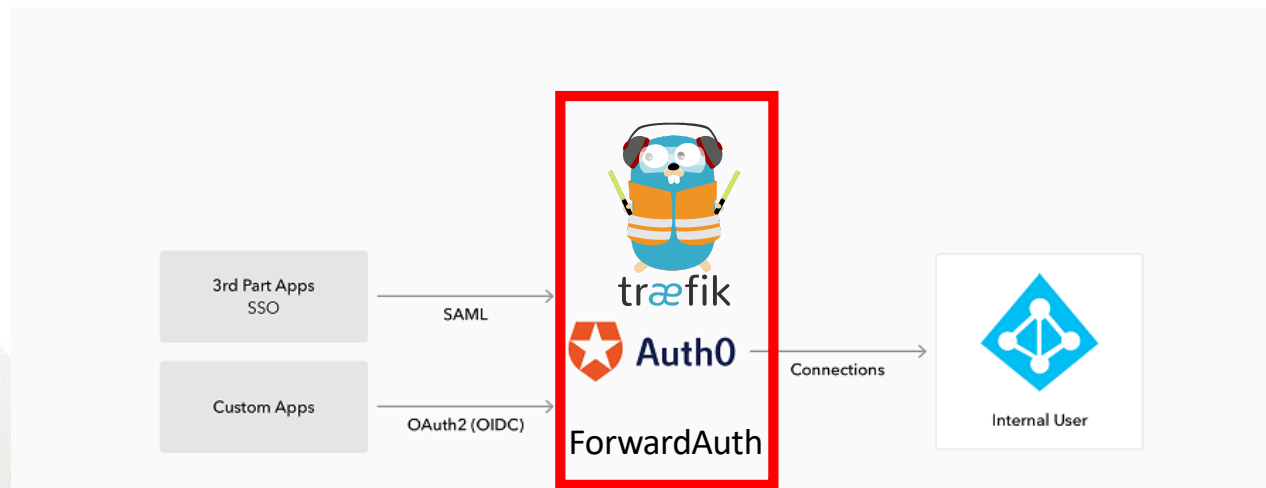 3rd Part Apps
SSO
SAML
Custom Apps
OAuth2 (OIDC)
træfik
Auth0
ForwardAuth
Connections
Internal User